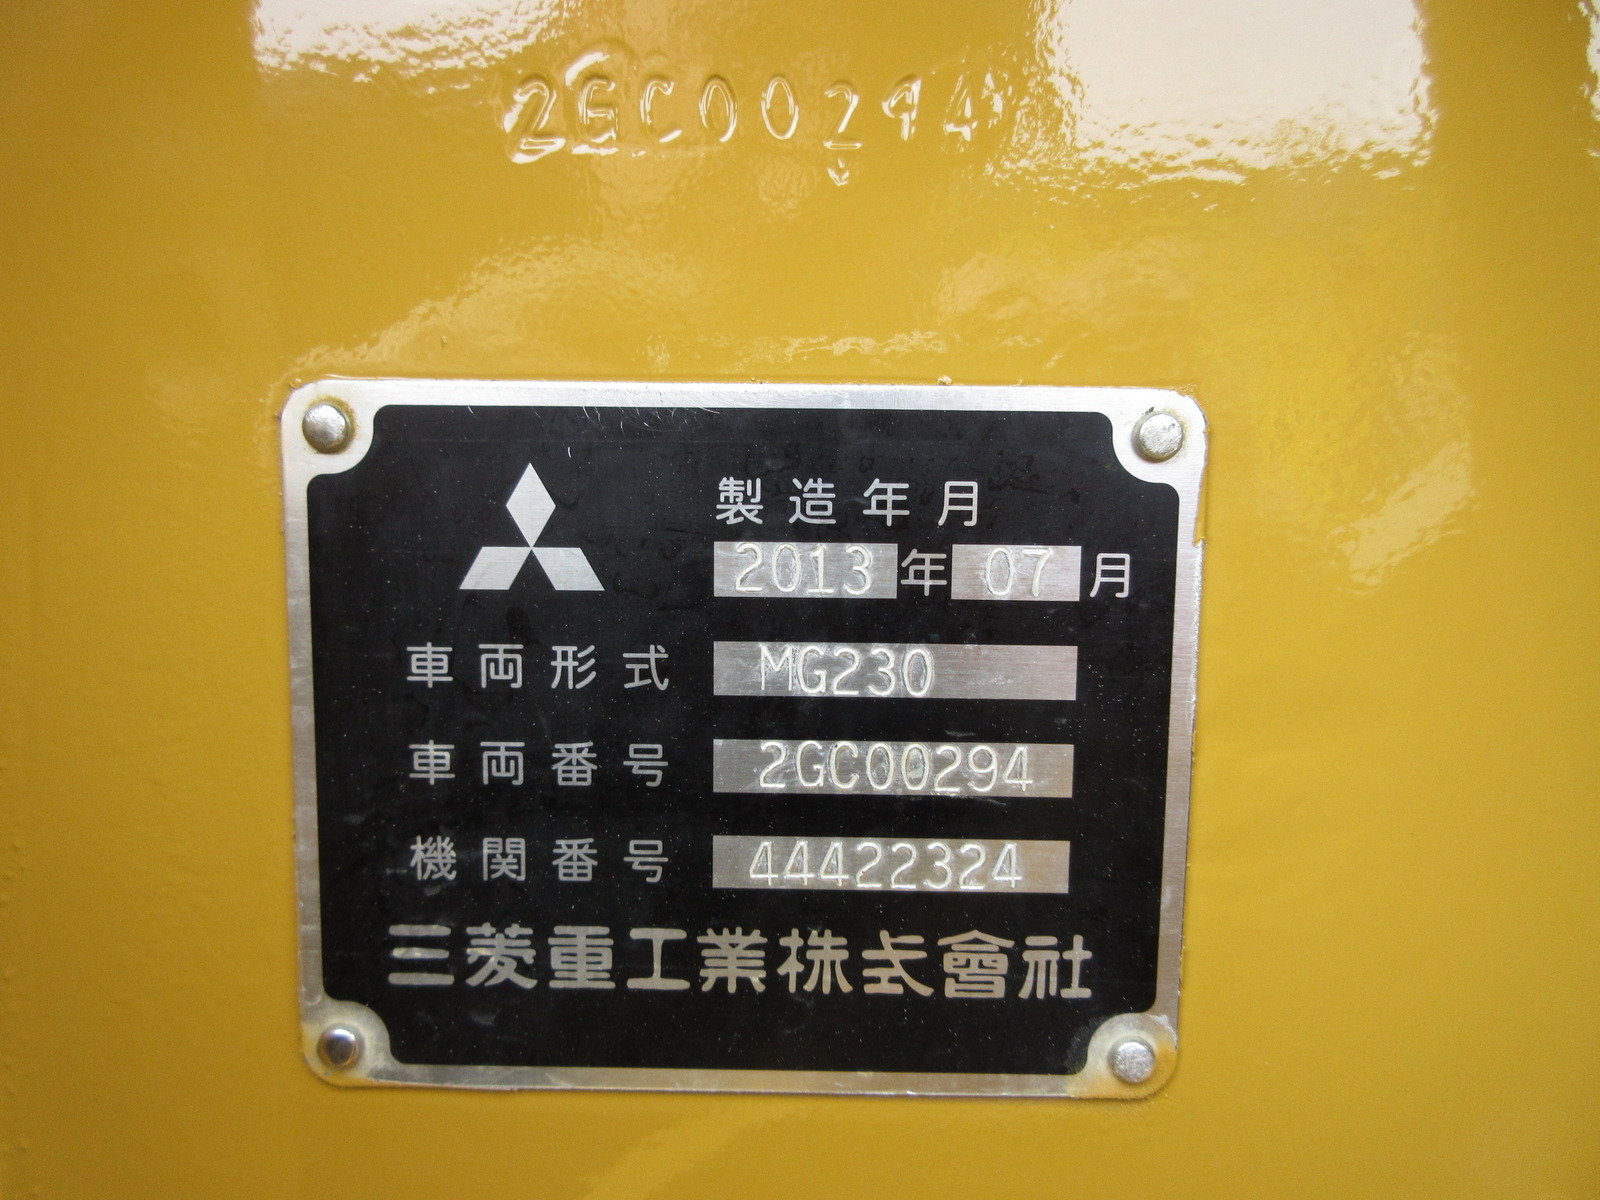 2GC00294
製造年月
2013年07月
車両形式 MG230
車両番号 2GC00294
機関番号 44422324
三菱重工業株式會社